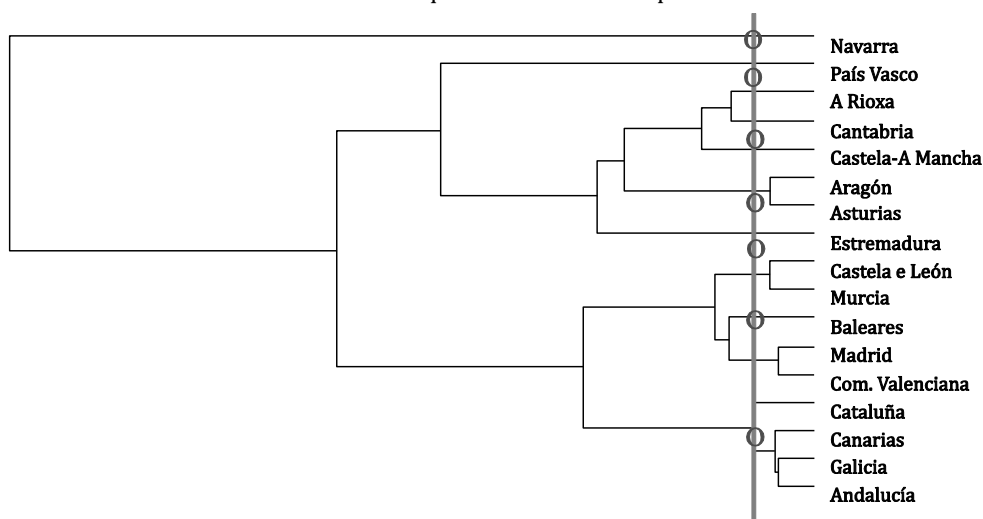 Navarra
País Vasco
A Rioxa
Cantabria
Castela-A Mancha
Aragón
Asturias
Estremadura
Castela e León
Murcia
Baleares
Madrid
Com. Valenciana
Cataluña
Canarias
Galicia
Andalucía